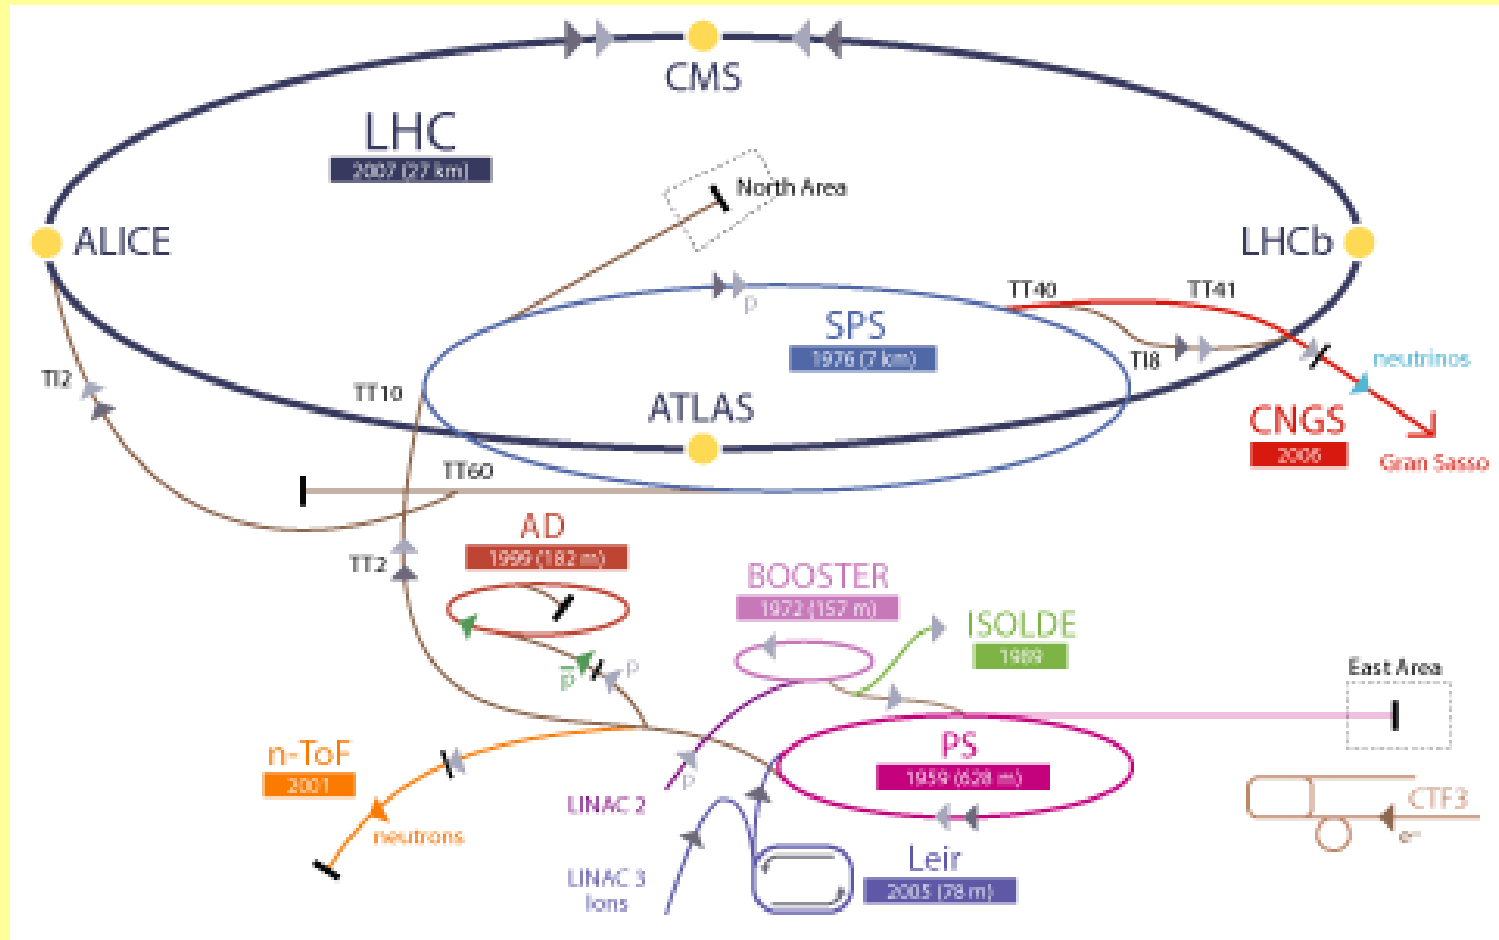 CMS
LHC
2007 (27 km)
North Area
ALICE
LHCb
TT40
TT41
p
SPS
1976 (7 km)
TI8
neutrinos
TI2
TT10
ATLAS
CNGS
2006
Gran Sasso
TT60
AD
1999 (182 m)
TT2
BOOSTER
1972 (157 m)
ISOLDE
1989
East Area
p̅
p
n-ToF
2001
PS
1959 (628 m)
p
LINAC 2
neutrons
CTF3
e-
Leir
2005 (78 m)
LINAC 3
Ions